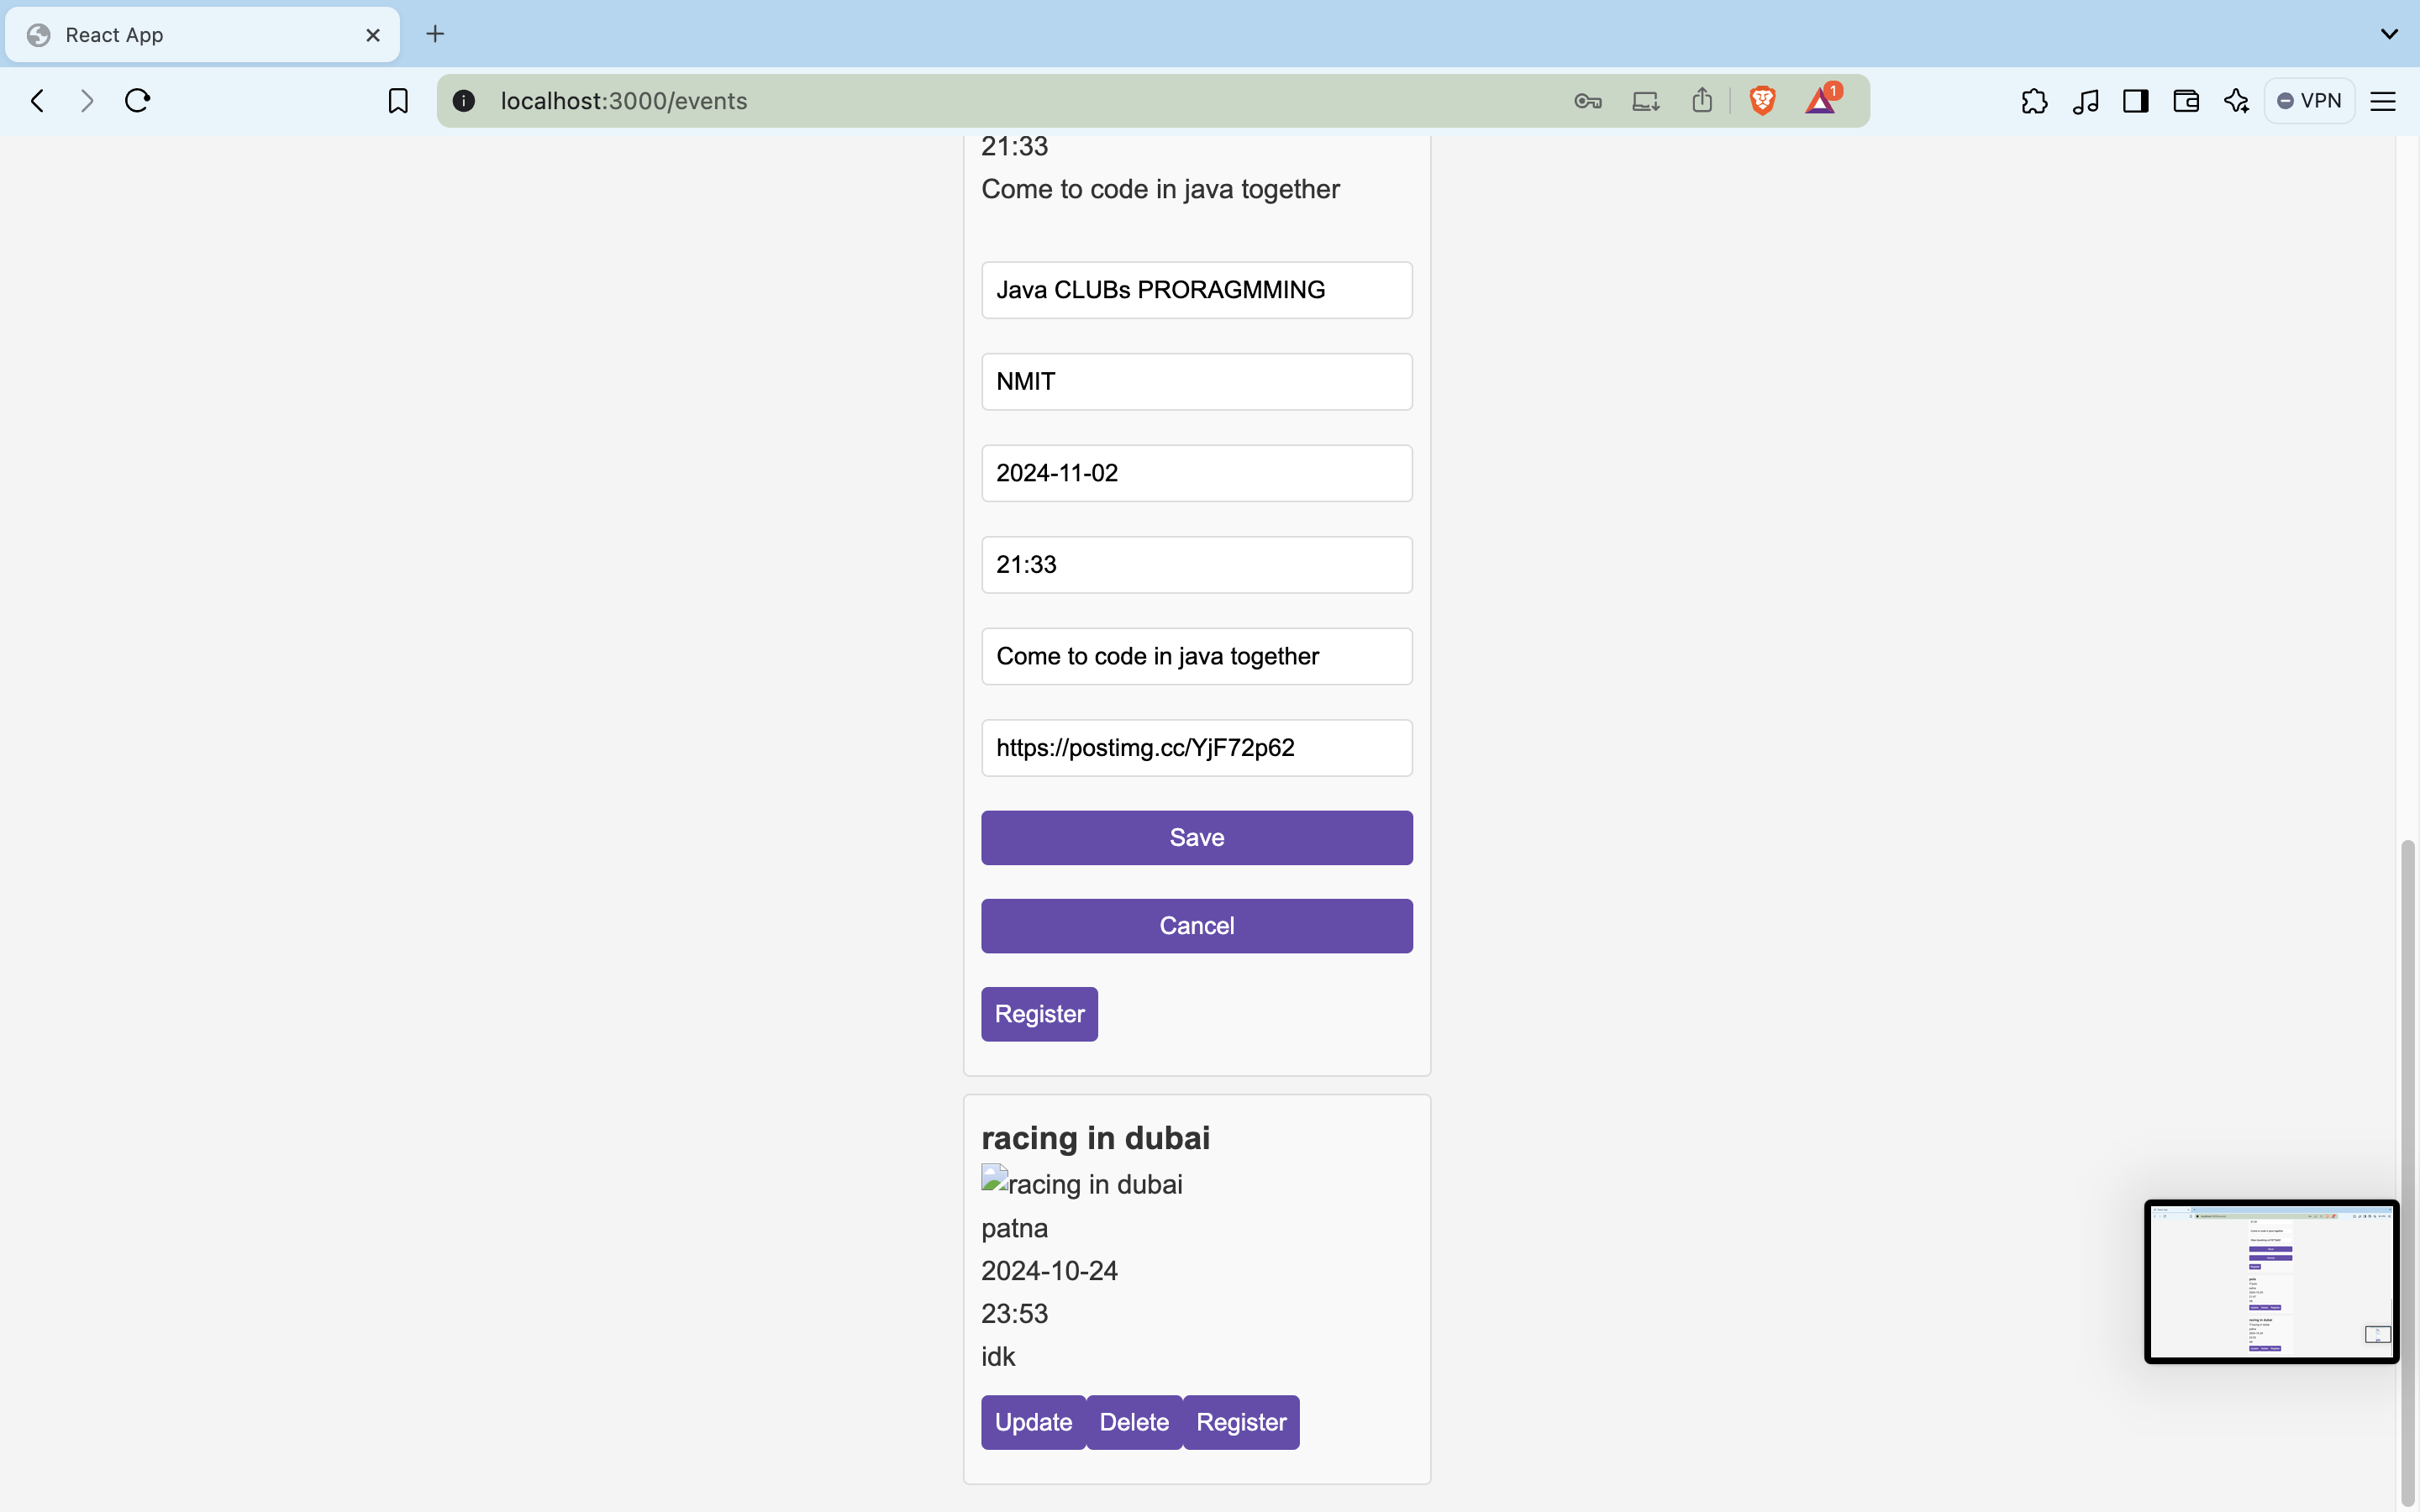 React App
localhost:3000/events
1
VPN
21:33
Come to code in java together
Java CLUBs PRORAGMMING
NMIT
2024-11-02
21:33
Come to code in java together
https://postimg.cc/YjF72p62
Save
Cancel
Register
racing in dubai
racing in dubai
patna
2024-10-24
23:53
idk
Update Delete Register